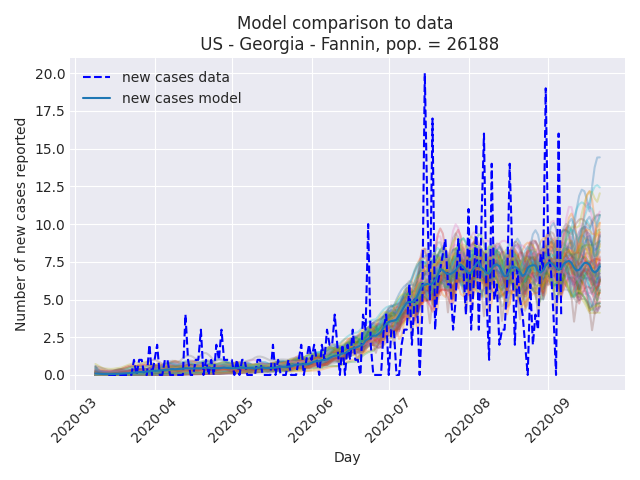 Model comparison to data
US - Georgia - Fannin, pop. = 26188
new cases data
new cases model
Number of new cases reported
20.0
17.5
15.0
12.5
10.0
7.5
5.0
2.5
0.0
2020-03
2020-04
2020-05
2020-06
2020-07
2020-08
2020-09
Day